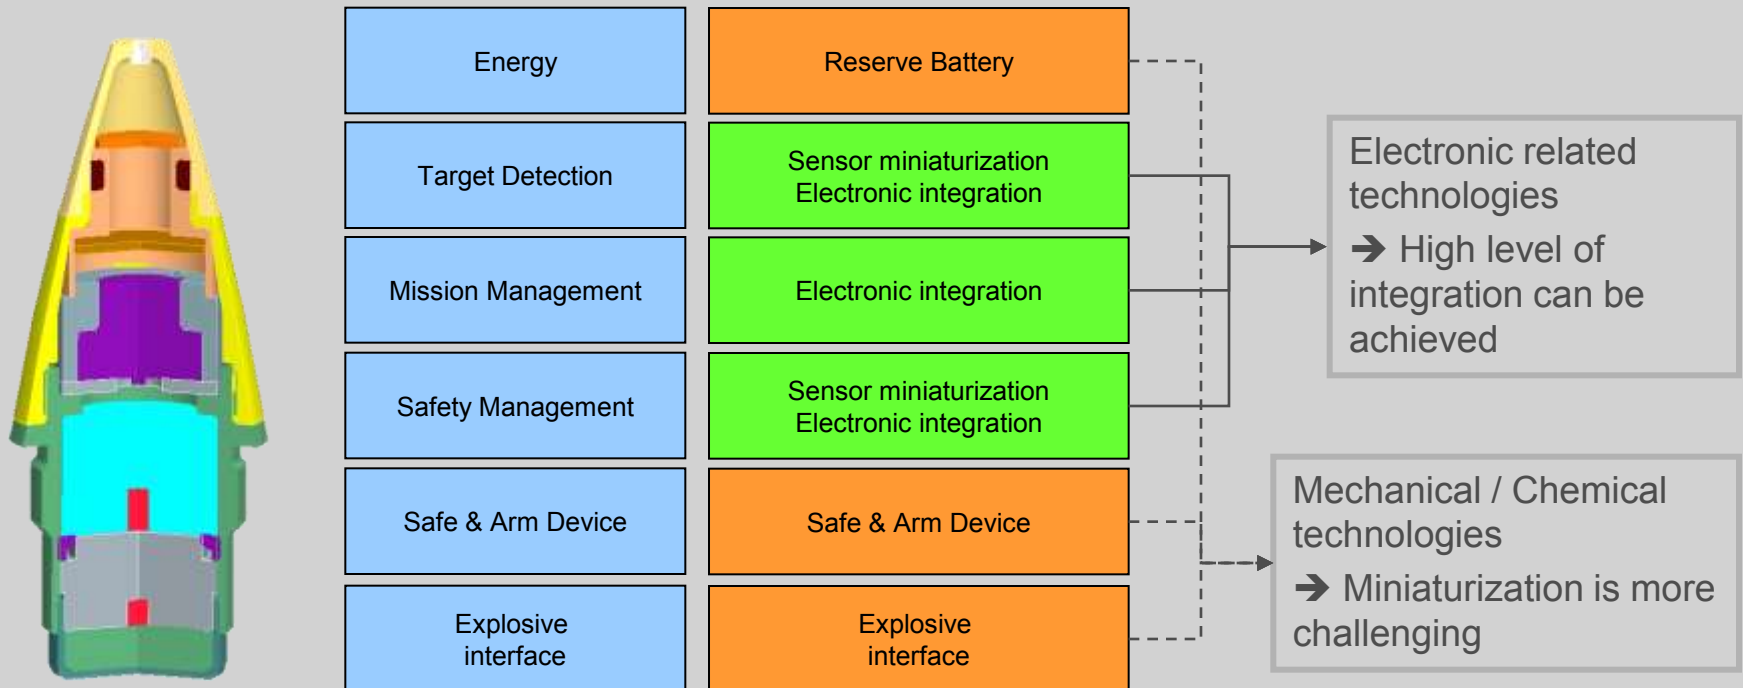 Energy
Reserve Battery
Target Detection
Sensor miniaturization
Electronic integration
Mission Management
Electronic integration
Safety Management
Sensor miniaturization
Electronic integration
Safe & Arm Device
Safe & Arm Device
Explosive
interface
Explosive
interface
Electronic related
technologies
➔ High level of
integration can be
achieved
Mechanical / Chemical
technologies
➔ Miniaturization is more
challenging